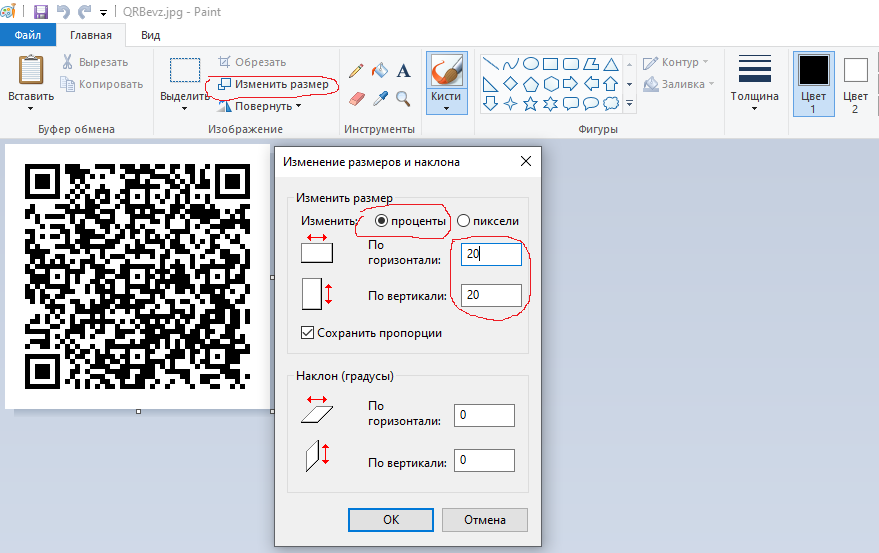 QRBevz.jpg - Paint
Файл
Главная
Вид
Вставить
Вырезать
Копировать
Буфер обмена
Выделить
Обрезать
Изменить размер
Повернуть
Изображение
A
Инструменты
Кисти
Контур
Заливка
Фигуры
Толщина
Цвет
1
Цвет
2
Изменение размеров и наклона
Изменить размер
Изменить:
проценты
пиксели
По
горизонтали:
20
По вертикали:
20
Сохранить пропорции
Наклон (градусы)
По
горизонтали:
0
По вертикали:
0
ОК
Отмена